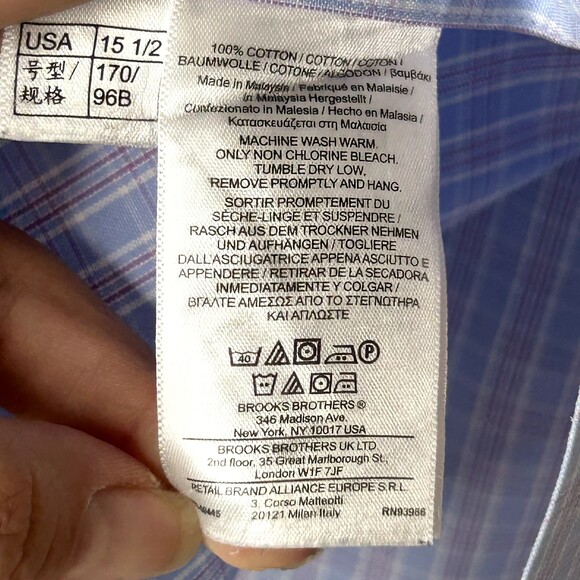 USA 15 1/2
号型/ 170/
规格 96B
100% COTTON / COTON / COTONI /
BAUMWOLLE / COTONE / ALGODON / βαμβάκι
Made in Malaysia / Fabriqué en Malaisie /
in Malaysia Hergestellt /
Confezionato in Malesia / Hecho en Malasia /
Κατασκευάζεται στη Μαλαισία
MACHINE WASH WARM.
ONLY NON CHLORINE BLEACH.
TUMBLE DRY LOW,
REMOVE PROMPTLY AND HANG.
SORTIR PROMPTEMENT DU
SÈCHE-LINGE ET SUSPENDRE /
RASCH AUS DEM TROCKNER NEHMEN
UND AUFHÄNGEN / TOGLIERE
DALL'ASCIUGATRICE APPENA ASCIUTTO E
APPENDERE / RETIRAR DE LA SECADORA
INMEDIATAMENTE Y COLGAR /
ΒΓΑΛΤΕ ΑΜΕΣΩΣ ΑΠΟ ΤΟ ΣΤΕΓΝΩΤΗΡΑ
ΚΑΙ ΑΠΛΩΣΤΕ
40 P
BROOKS BROTHERS ®
346 Madison Ave.
New York, NY 10017 USA
BROOKS BROTHERS UK LTD
2nd floor, 35 Great Marlborough St.,
London W1F 7JF
RETAIL BRAND ALLIANCE EUROPE S.R.L.
3, Corso Matteotti
20121 Milan Italy RN93986